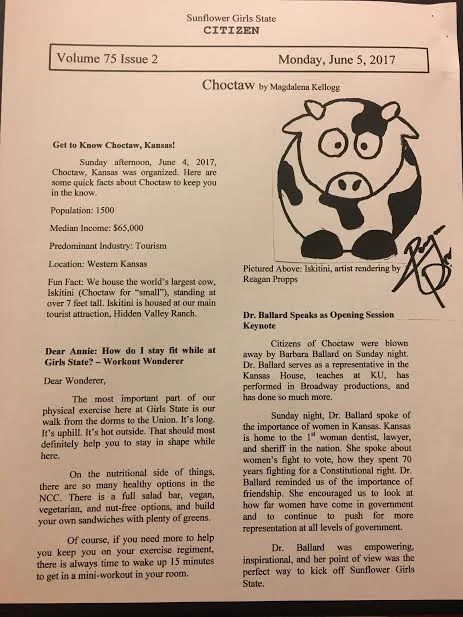 Sunflower Girls State
CITIZEN
Volume 75 Issue 2
Monday, June 5, 2017
Choctaw by Magdalena Kellogg
Get to Know Choctaw, Kansas!
Sunday afternoon, June 4, 2017,
Choctaw, Kansas was organized. Here are
some quick facts about Choctaw to keep you
in the know.
Population: 1500
Median Income: $65,000
Predominant Industry: Tourism
Location: Western Kansas
Fun Fact: We house the world's largest cow,
Iskitini (Choctaw for "small"), standing at
over 7 feet tall. Iskitini is housed at our main
tourist attraction, Hidden Valley Ranch.
Dear Annie: How do I stay fit while at
Girls State? – Workout Wonderer
Dear Wonderer,
The most important part of our
physical exercise here at Girls State is our
walk from the dorms to the Union. It's long.
It's uphill. It's hot outside. That should most
definitely help you to stay in shape while
here.
On the nutritional side of things,
there are so many healthy options in the
NCC. There is a full salad bar, vegan,
vegetarian, and nut-free options, and build
your own sandwiches with plenty of greens.
Of course, if you need more to help
you keep you on your exercise regiment,
there is always time to wake up 15 minutes
to get in a mini-workout in your room.
Pictured Above: Iskitini, artist rendering by
Reagan Propps
Dr. Ballard Speaks as Opening Session
Keynote
Citizens of Choctaw were blown
away by Barbara Ballard on Sunday night.
Dr. Ballard serves as a representative in the
Kansas House, teaches at KU, has
performed in Broadway productions, and
has done so much more.
Sunday night, Dr. Ballard spoke of
the importance of women in Kansas. Kansas
is home to the 1st woman dentist, lawyer,
and sheriff in the nation. She spoke about
women's fight to vote, how they spent 70
years fighting for a Constitutional right. Dr.
Ballard reminded us of the importance of
friendship. She encouraged us to look at
how far women have come in government
and to continue to push for more
representation at all levels of government.
Dr. Ballard was empowering,
inspirational, and her point of view was the
perfect way to kick off Sunflower Girls
State.